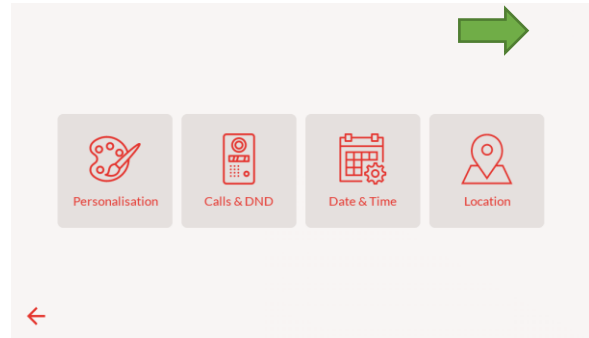 Personalisation
Calls & DND
Date & Time
Location